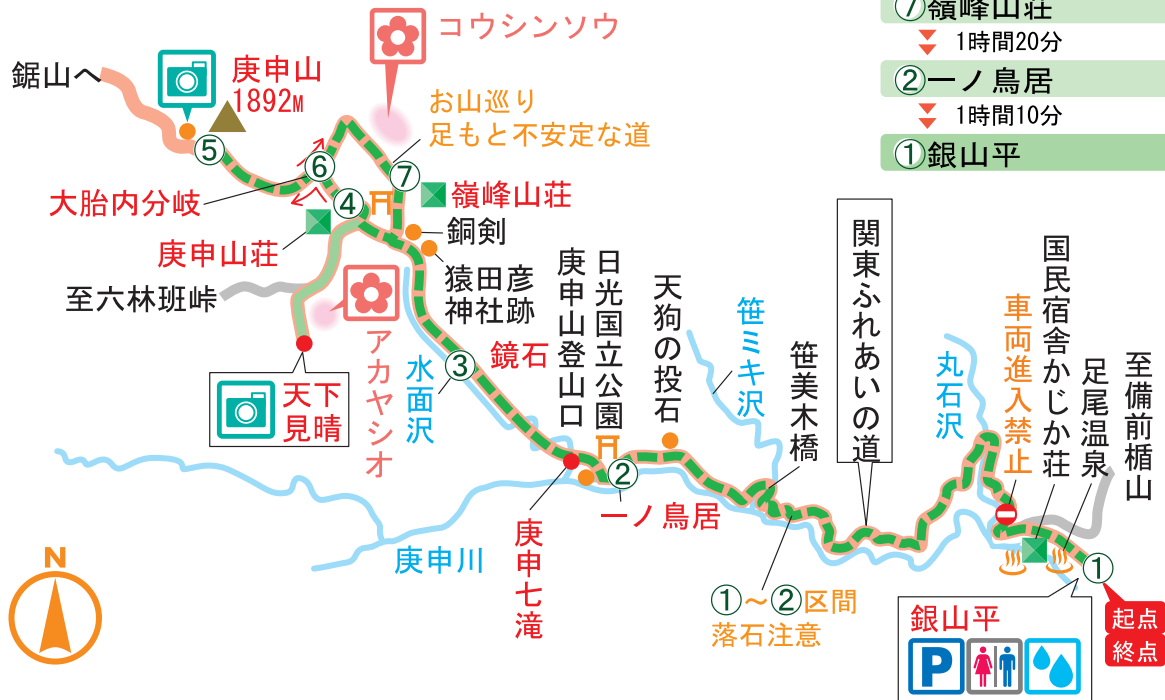 ⑦嶺峰山荘
1時間20分
②一ノ鳥居
1時間10分
①銀山平
コウシンソウ
鋸山へ
庚申山
1892M
お山巡り
足もと不安定な道
⑤
⑥
⑦
④
大胎内分岐
嶺峰山荘
庚申山荘
銅剣
猿田彦
神社跡
至六林班峠
アカヤシオ
天下
見晴
水面沢
③
鏡石
庚申山登山口
日光国立公園
天狗の投石
笹ミキ沢
笹美木橋
関東ふれあいの道
丸石沢
車両進入禁止
国民宿舎かじか荘
足尾温泉
至備前楯山
②
一ノ鳥居
庚申七滝
庚申川
①~②区間
落石注意
①
起点
終点
銀山平
P
N